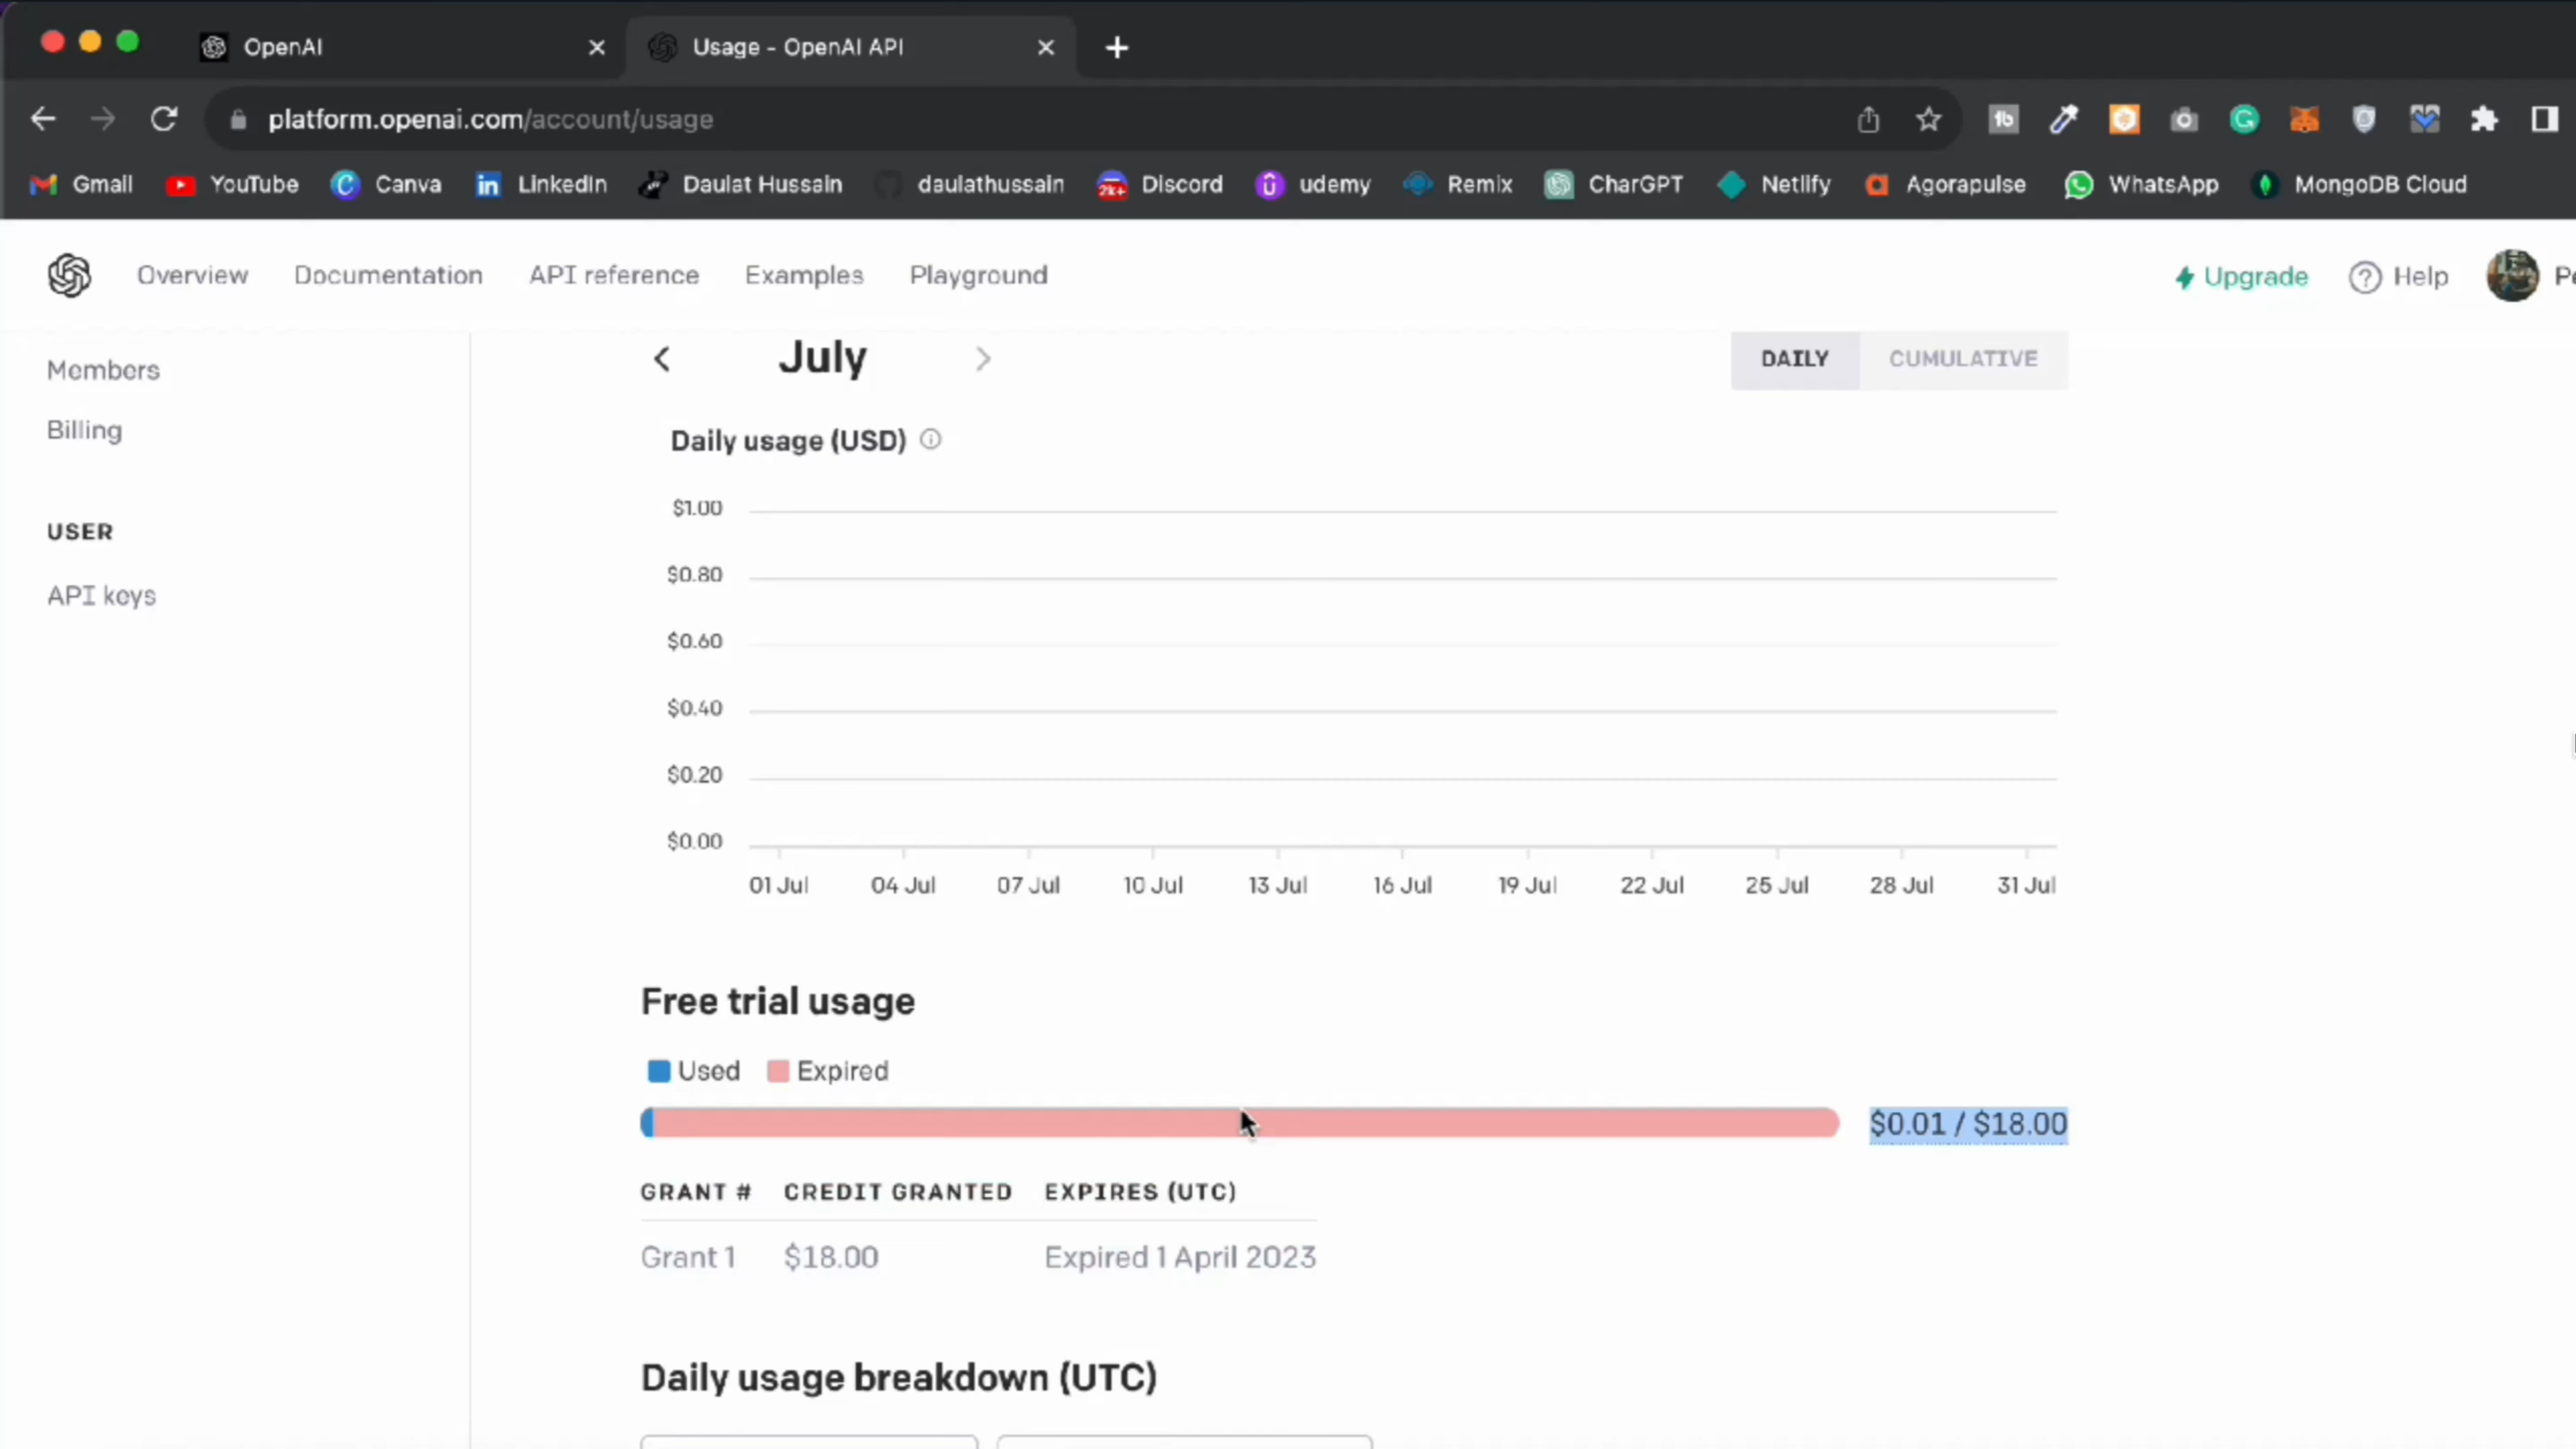 OpenAI
Usage - OpenAI API
platform.openai.com/account/usage
Gmail YouTube Canva LinkedIn Daulat Hussain daulathussain Discord udemy Remix CharGPT Netlify Agorapulse WhatsApp MongoDB Cloud
Overview Documentation API reference Examples Playground Upgrade Help
Members
Billing
USER
API keys
July
DAILY CUMULATIVE
Daily usage (USD)
$1.00
$0.80
$0.60
$0.40
$0.20
$0.00
01 Jul 04 Jul 07 Jul 10 Jul 13 Jul 16 Jul 19 Jul 22 Jul 25 Jul 28 Jul 31 Jul
Free trial usage
Used Expired
$0.01 / $18.00
GRANT # CREDIT GRANTED EXPIRES (UTC)
Grant 1 $18.00 Expired 1 April 2023
Daily usage breakdown (UTC)